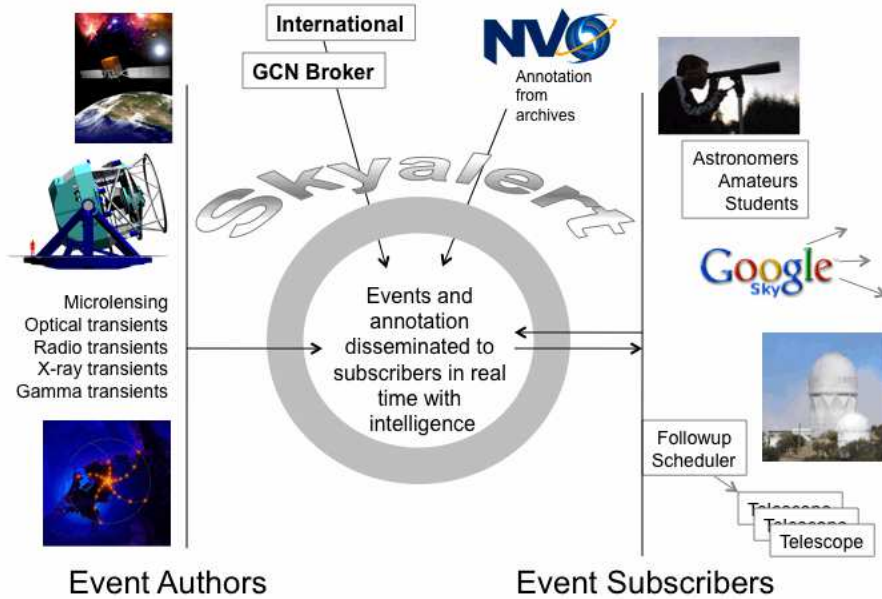 International
GCN Broker
NVO
Annotation
from
archives
Skyalert
Astronomers
Amateurs
Students
Google
Sky
Microlensing
Optical transients
Radio transients
X-ray transients
Gamma transients
Events and
annotation
disseminated to
subscribers in real
time with
intelligence
Followup
Scheduler
Telescope
Telescope
Telescope
Event Authors
Event Subscribers